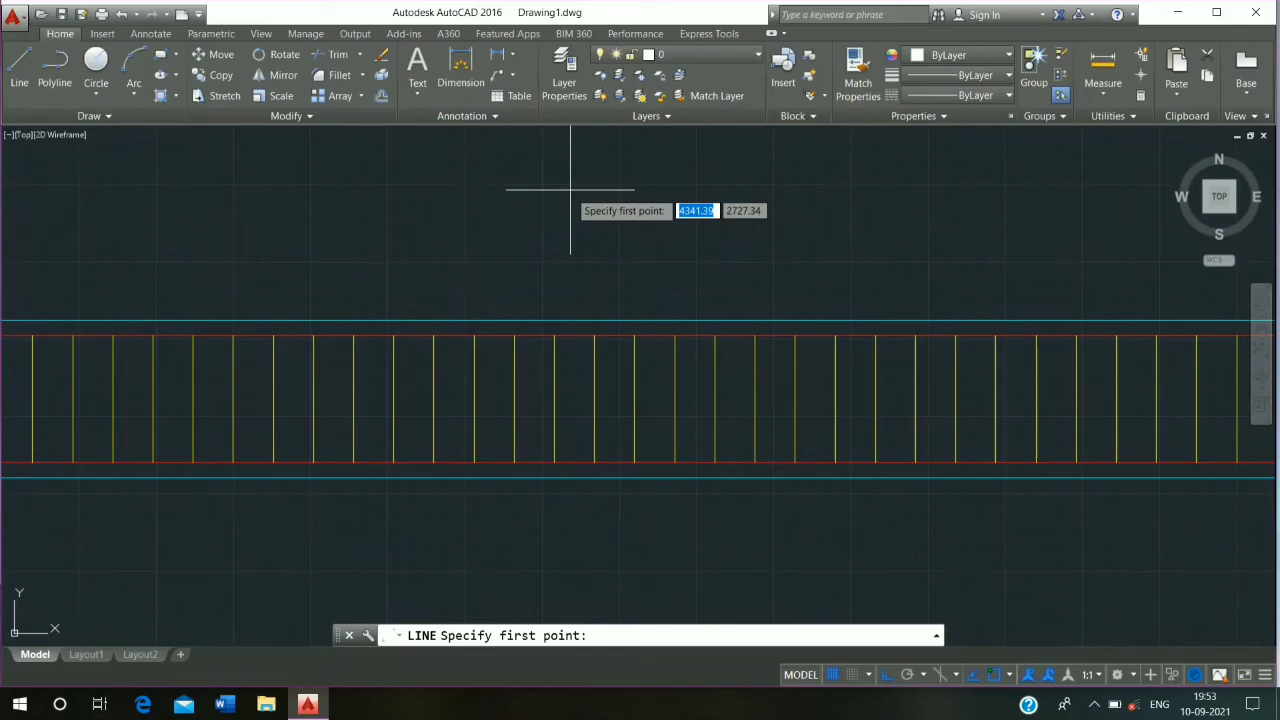 Autodesk AutoCAD 2016 Drawing1.dwg
Type a keyword or phrase
Sign In
Home Insert Annotate Parametric View Manage Output Add-ins A360 Featured Apps BIM 360 Performance Express Tools
Move Rotate Trim 0 ByLayer
Line Polyline Circle Arc Copy Mirror Fillet Text Dimension Layer Properties Insert Match Properties ByLayer Group Measure Paste Base
Stretch Scale Array Table Match Layer ByLayer
Draw Modify Annotation Layers Block Properties Groups Utilities Clipboard View
[−][Top][2D Wireframe]
N
W TOP E
S
WCS
Specify first point: 4341.39 2727.34
Y
X
LINE Specify first point:
Model Layout1 Layout2 +
MODEL 1:1
ENG 19:53
10-09-2021